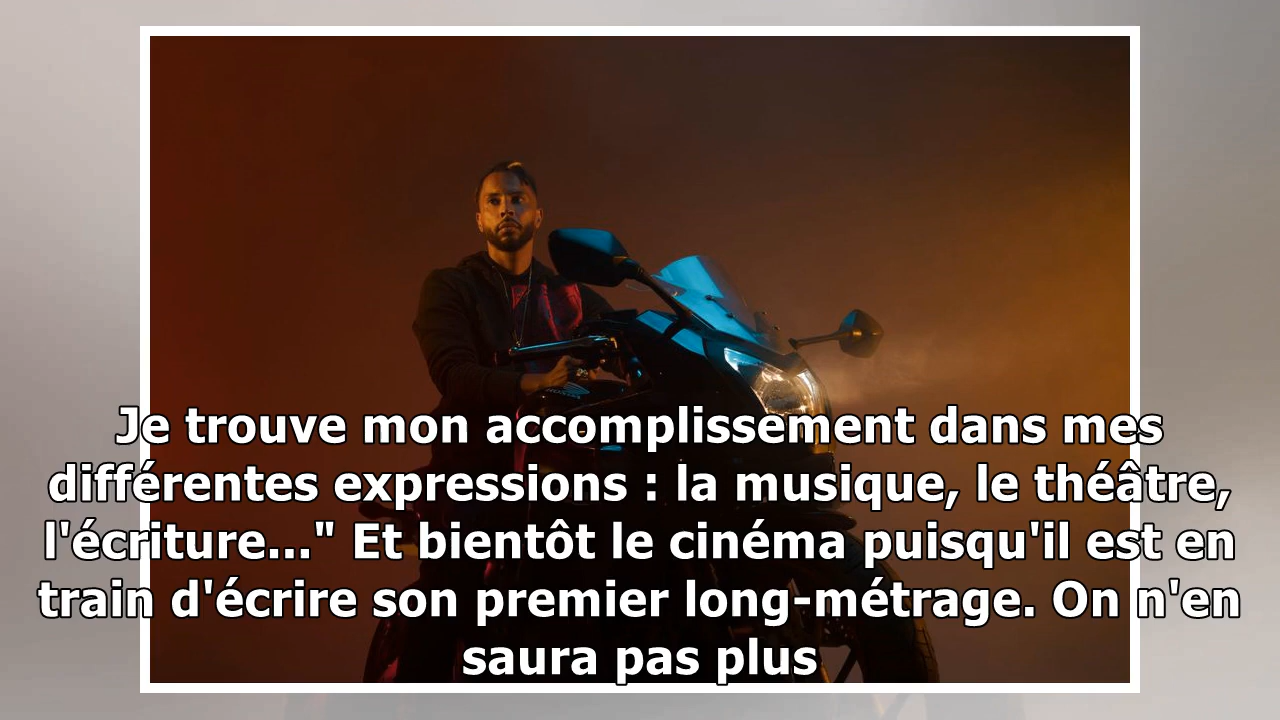 Je trouve mon accomplissement dans mes
différentes expressions : la musique, le théâtre,
l'écriture..." Et bientôt le cinéma puisqu'il est en
train d'écrire son premier long-métrage. On n'en
saura pas plus